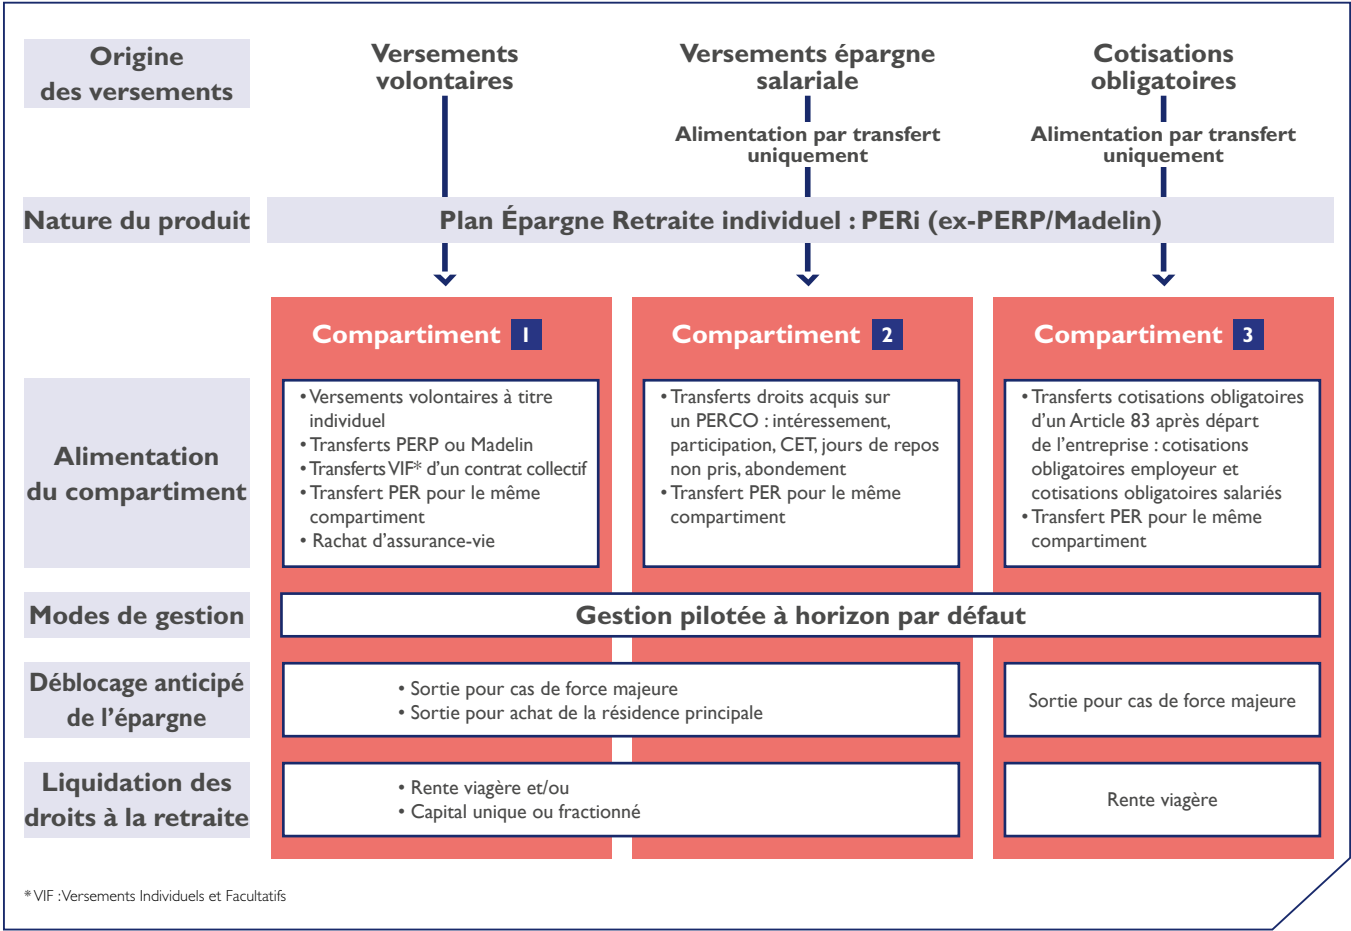 Origine
des versements
Versements
volontaires
Versements épargne
salariale
Cotisations
obligatoires
Alimentation par transfert
uniquement
Alimentation par transfert
uniquement
Nature du produit
Plan Épargne Retraite individuel : PERi (ex-PERP/Madelin)
Compartiment 1
Compartiment 2
Compartiment 3
Alimentation
du compartiment
• Versements volontaires à titre
individuel
• Transferts PERP ou Madelin
• Transferts VIF* d'un contrat collectif
• Transfert PER pour le même
compartiment
• Rachat d'assurance-vie
• Transferts droits acquis sur
un PERCO : intéressement,
participation, CET, jours de repos
non pris, abondement
• Transfert PER pour le même
compartiment
• Transferts cotisations obligatoires
d'un Article 83 après départ
de l'entreprise : cotisations
obligatoires employeur et
cotisations obligatoires salariés
• Transfert PER pour le même
compartiment
Modes de gestion
Gestion pilotée à horizon par défaut
Déblocage anticipé
de l'épargne
• Sortie pour cas de force majeure
• Sortie pour achat de la résidence principale
Sortie pour cas de force majeure
Liquidation des
droits à la retraite
• Rente viagère et/ou
• Capital unique ou fractionné
Rente viagère
* VIF : Versements Individuels et Facultatifs